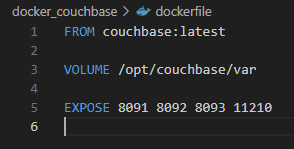 docker_couchbase > dockerfile
1 FROM couchbase:latest
2
3 VOLUME /opt/couchbase/var
4
5 EXPOSE 8091 8092 8093 11210
6